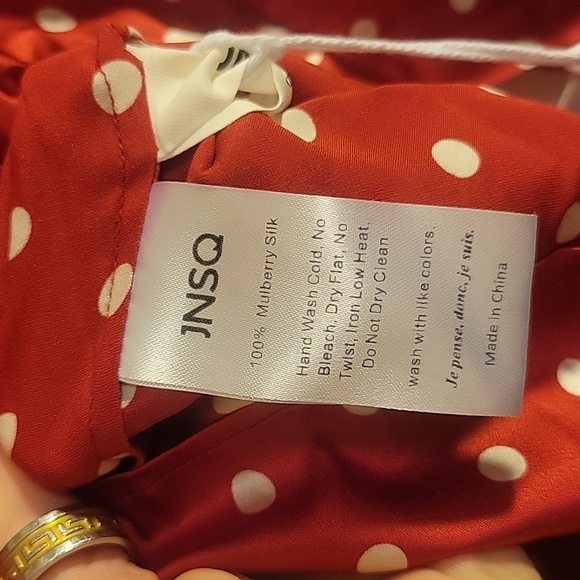 JNSQ
100% Mulberry Silk
Hand Wash Cold, No
Bleach, Dry Flat, No
Twist, Iron Low Heat,
Do Not Dry Clean
wash with like colors,
Je pense, donc, je suis.
Made in China